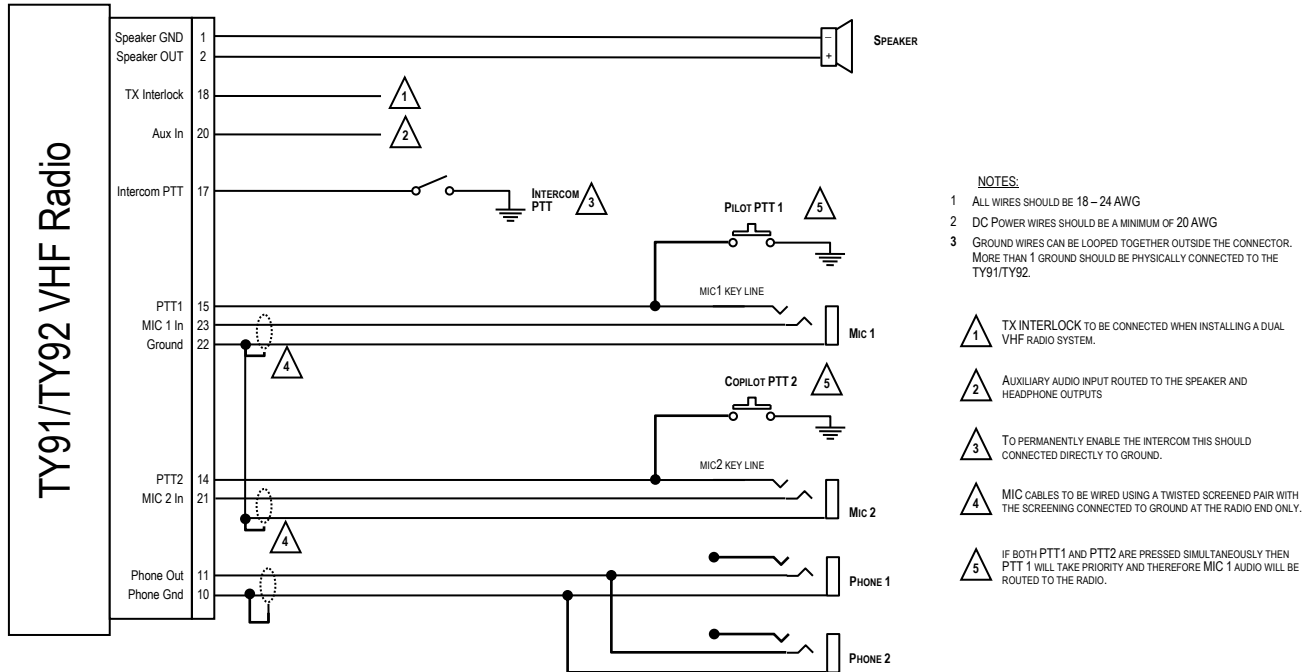 TY91/TY92 VHF Radio
Speaker GND 1
Speaker OUT 2
– SPEAKER
+
TX Interlock 18
1
Aux In 20
2
Intercom PTT 17
INTERCOM
PTT
3
PILOT PTT 1
5
MIC1 KEY LINE
PTT1 15
MIC 1 In 23
Ground 22
MIC 1
4
COPILOT PTT 2
5
MIC2 KEY LINE
PTT2 14
MIC 2 In 21
MIC 2
4
Phone Out 11
Phone Gnd 10
PHONE 1
PHONE 2
NOTES:
1 ALL WIRES SHOULD BE 18 – 24 AWG
2 DC POWER WIRES SHOULD BE A MINIMUM OF 20 AWG
3 GROUND WIRES CAN BE LOOPED TOGETHER OUTSIDE THE CONNECTOR.
MORE THAN 1 GROUND SHOULD BE PHYSICALLY CONNECTED TO THE
TY91/TY92.
1 TX INTERLOCK TO BE CONNECTED WHEN INSTALLING A DUAL
VHF RADIO SYSTEM.
2 AUXILIARY AUDIO INPUT ROUTED TO THE SPEAKER AND
HEADPHONE OUTPUTS
3 TO PERMANENTLY ENABLE THE INTERCOM THIS SHOULD
CONNECTED DIRECTLY TO GROUND.
4 MIC CABLES TO BE WIRED USING A TWISTED SCREENED PAIR WITH
THE SCREENING CONNECTED TO GROUND AT THE RADIO END ONLY.
5 IF BOTH PTT1 AND PTT2 ARE PRESSED SIMULTANEOUSLY THEN
PTT 1 WILL TAKE PRIORITY AND THEREFORE MIC 1 AUDIO WILL BE
ROUTED TO THE RADIO.